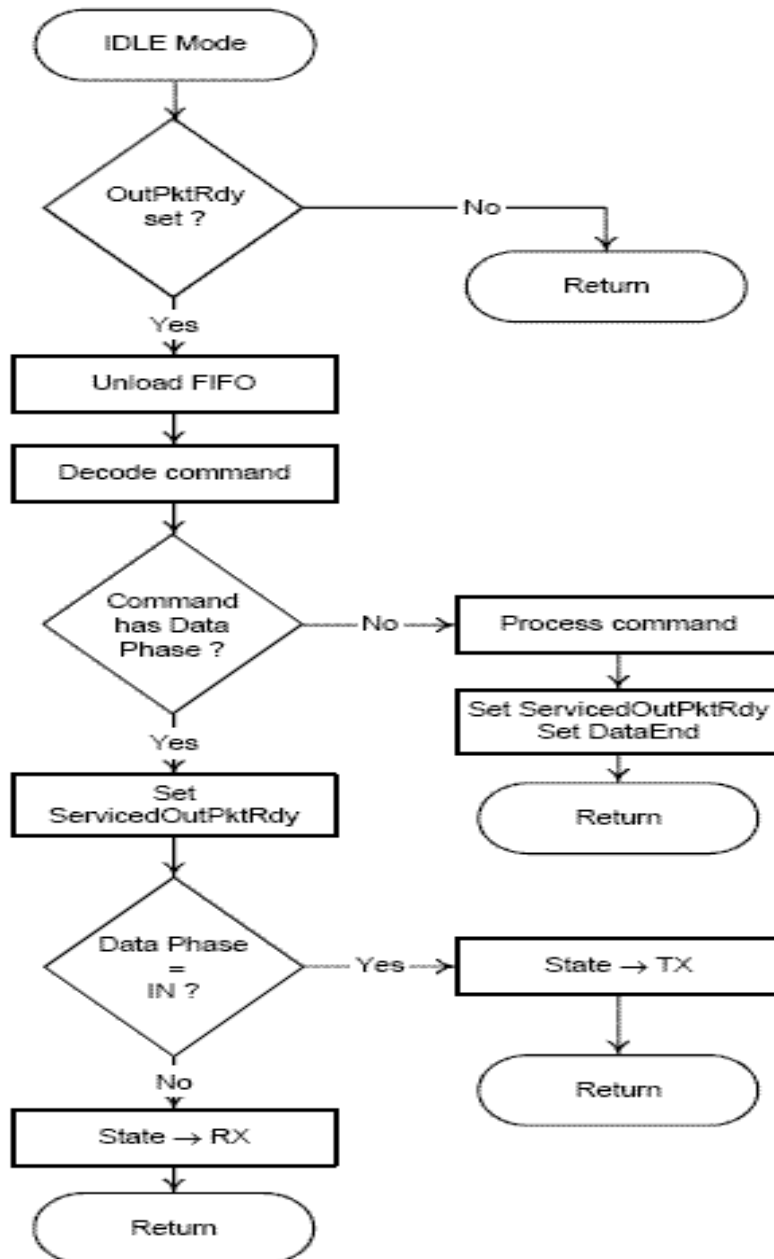 IDLE Mode
OutPktRdy
set ?
No
Return
Yes
Unload FIFO
Decode command
Command
has Data
Phase ?
No
Process command
Set ServicedOutPktRdy
Set DataEnd
Return
Yes
Set
ServicedOutPktRdy
Data Phase
=
IN ?
Yes
State → TX
Return
No
State → RX
Return